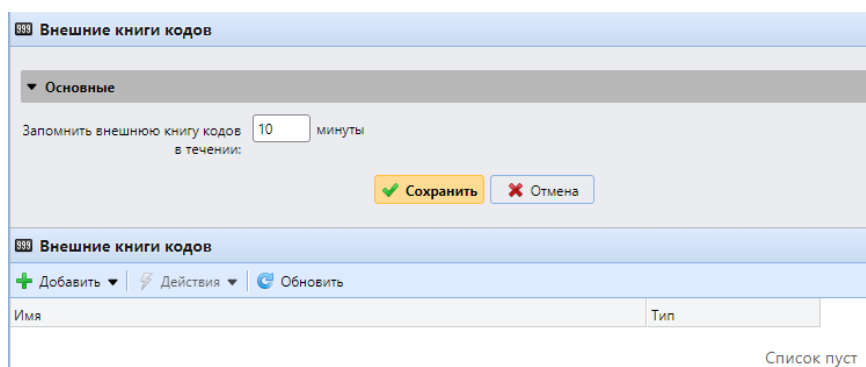 999 Внешние книги кодов
Основные
Запомнить внешнюю книгу кодов 10 минуты
в течении:
Сохранить Отмена
999 Внешние книги кодов
Добавить Действия Обновить
Имя Тип
Список пуст